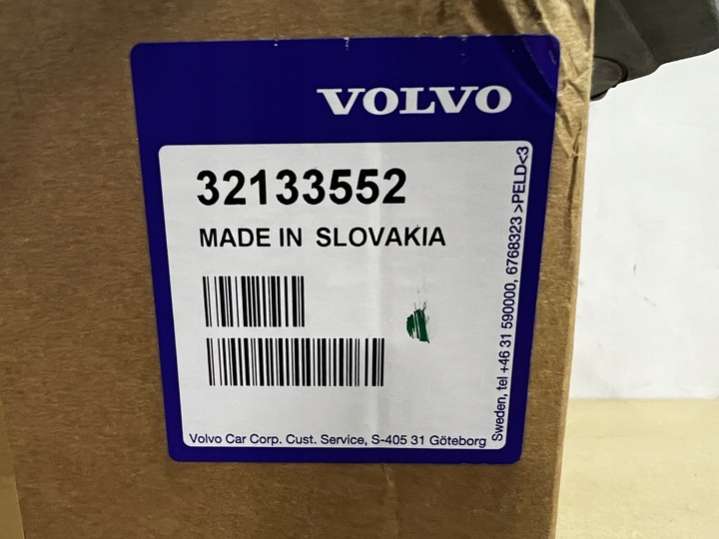 VOLVO
32133552
MADE IN SLOVAKIA
Volvo Car Corp. Cust. Service, S-405 31 Göteborg
Sweden, tel +46 31 590000, 6768323 >PELD<3